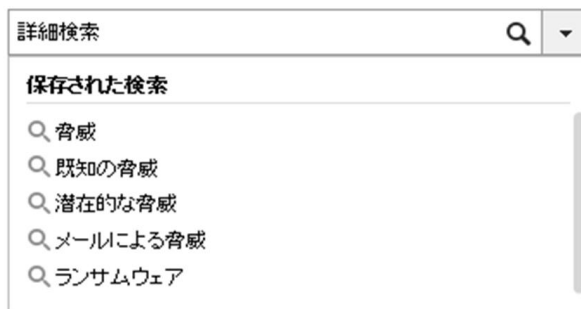 詳細検索
保存された検索
脅威
既知の脅威
潜在的な脅威
メールによる脅威
ランサムウェア